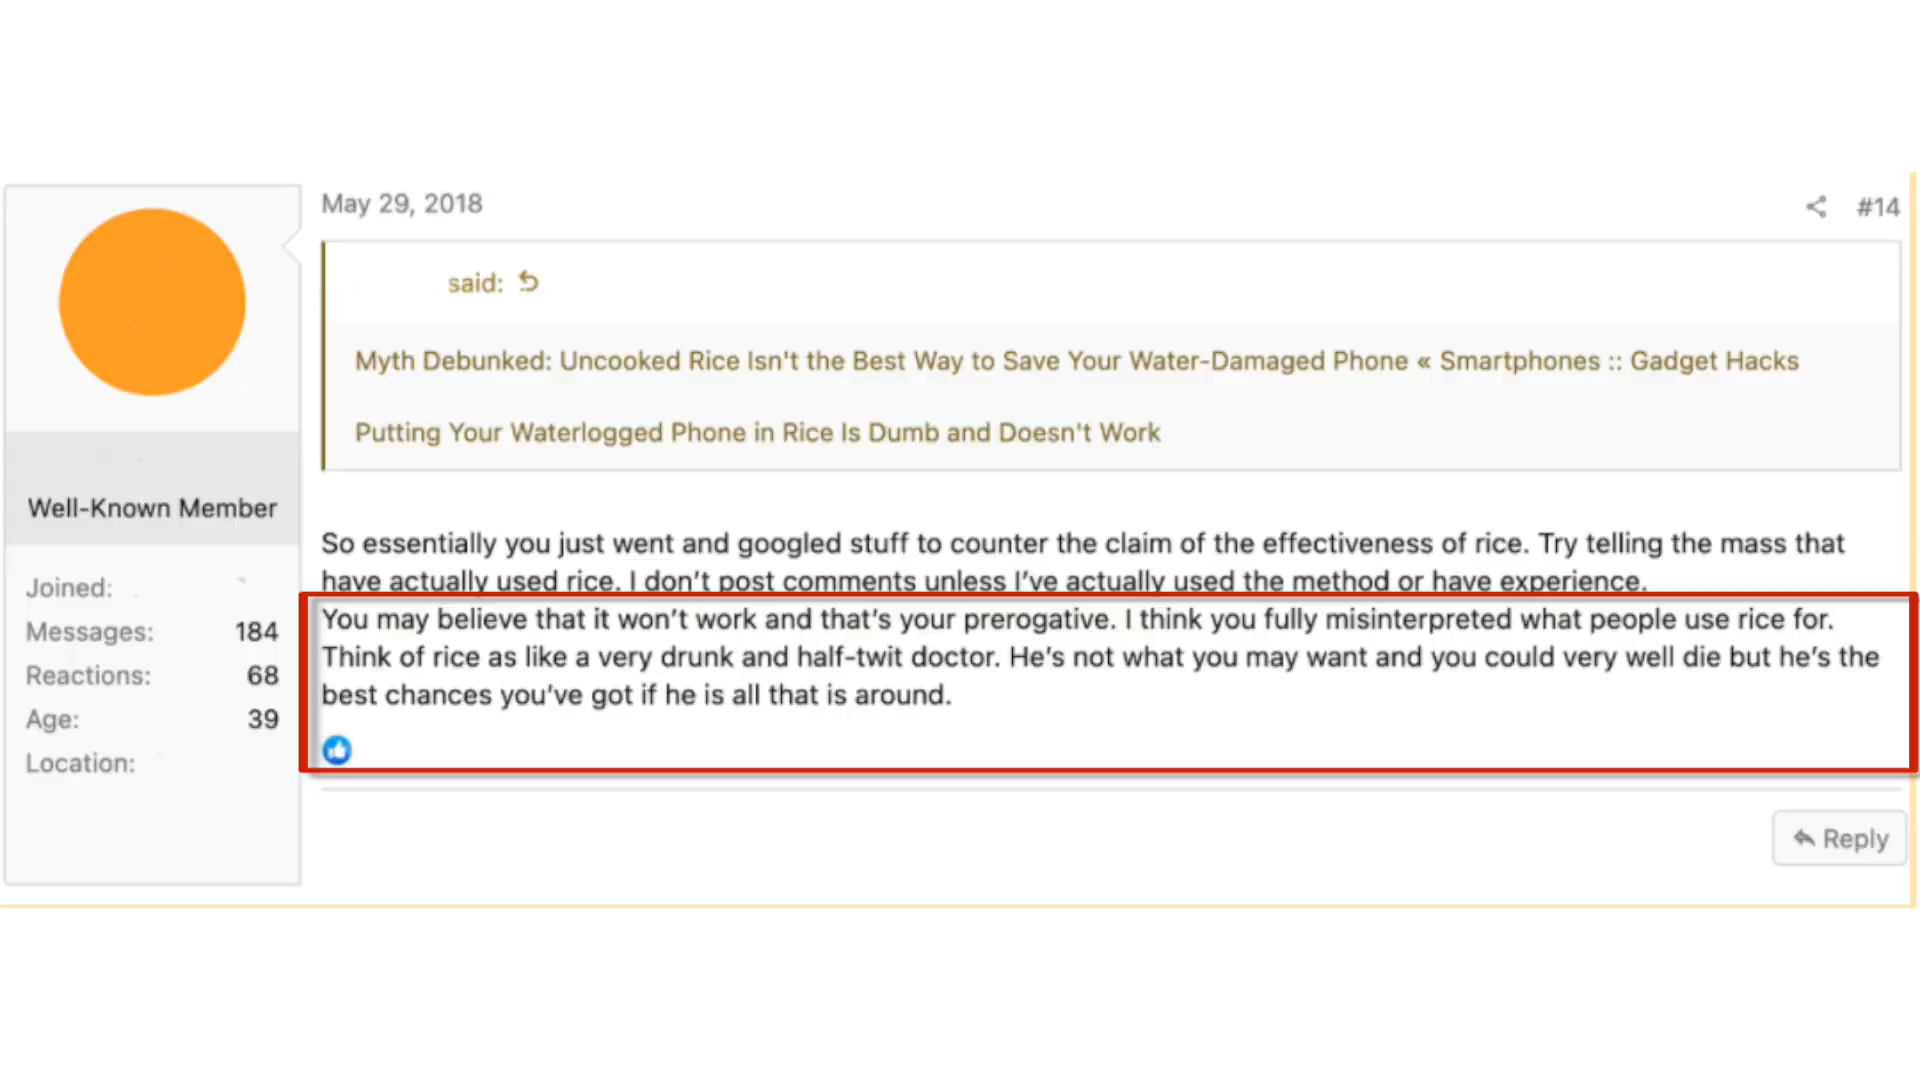 May 29, 2018
#14
said:
Myth Debunked: Uncooked Rice Isn't the Best Way to Save Your Water-Damaged Phone « Smartphones :: Gadget Hacks
Putting Your Waterlogged Phone in Rice Is Dumb and Doesn't Work
Well-Known Member
Joined:
Messages: 184
Reactions: 68
Age: 39
Location:
So essentially you just went and googled stuff to counter the claim of the effectiveness of rice. Try telling the mass that
have actually used rice. I don't post comments unless I've actually used the method or have experience.
You may believe that it won't work and that's your prerogative. I think you fully misinterpreted what people use rice for.
Think of rice as like a very drunk and half-twit doctor. He's not what you may want and you could very well die but he's the
best chances you've got if he is all that is around.
Reply